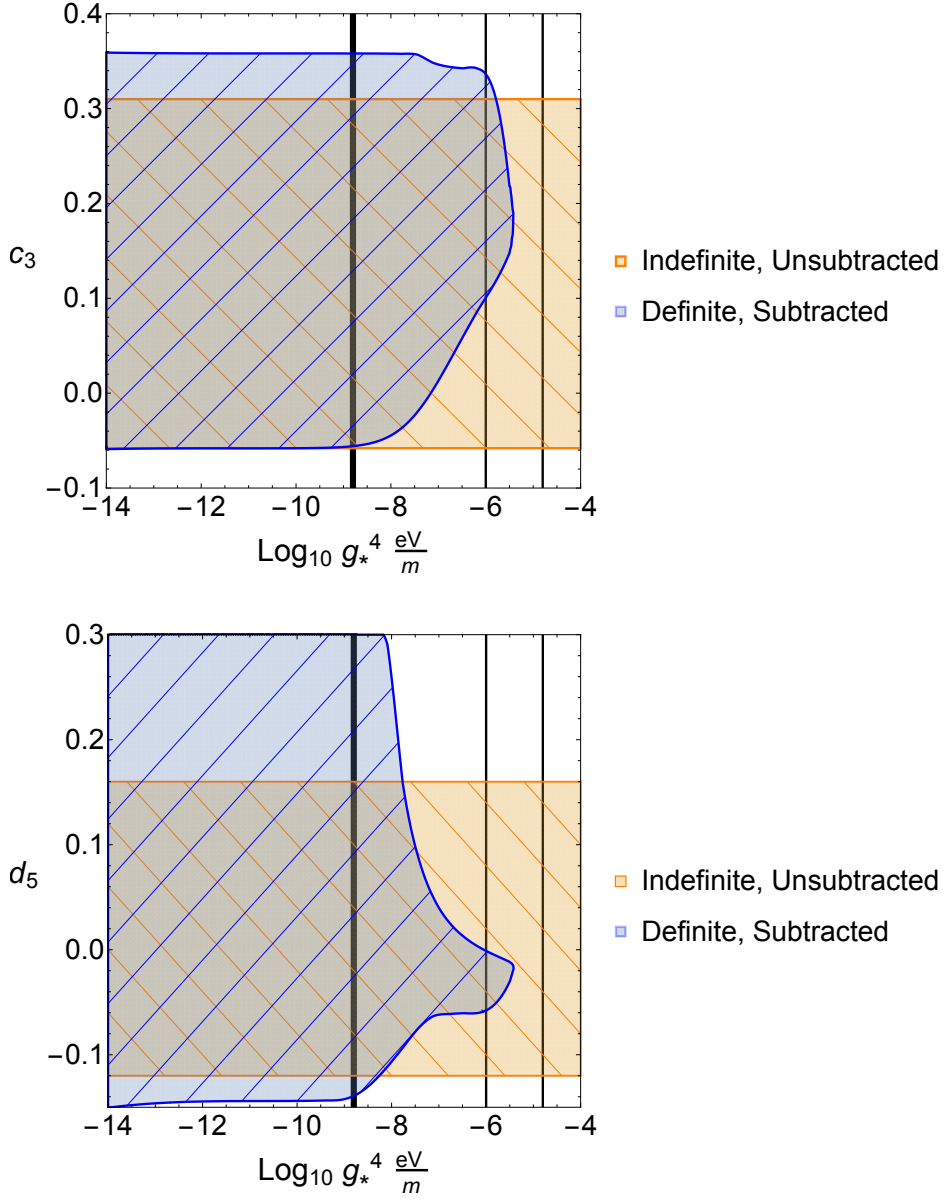 0.4
0.3
0.2
0.1
0.0
−0.1
c₃
−14 −12 −10 −8 −6 −4
Log₁₀ g*⁴ eV/m
Indefinite, Unsubtracted
Definite, Subtracted
0.3
0.2
0.1
0.0
−0.1
d₅
−14 −12 −10 −8 −6 −4
Log₁₀ g*⁴ eV/m
Indefinite, Unsubtracted
Definite, Subtracted